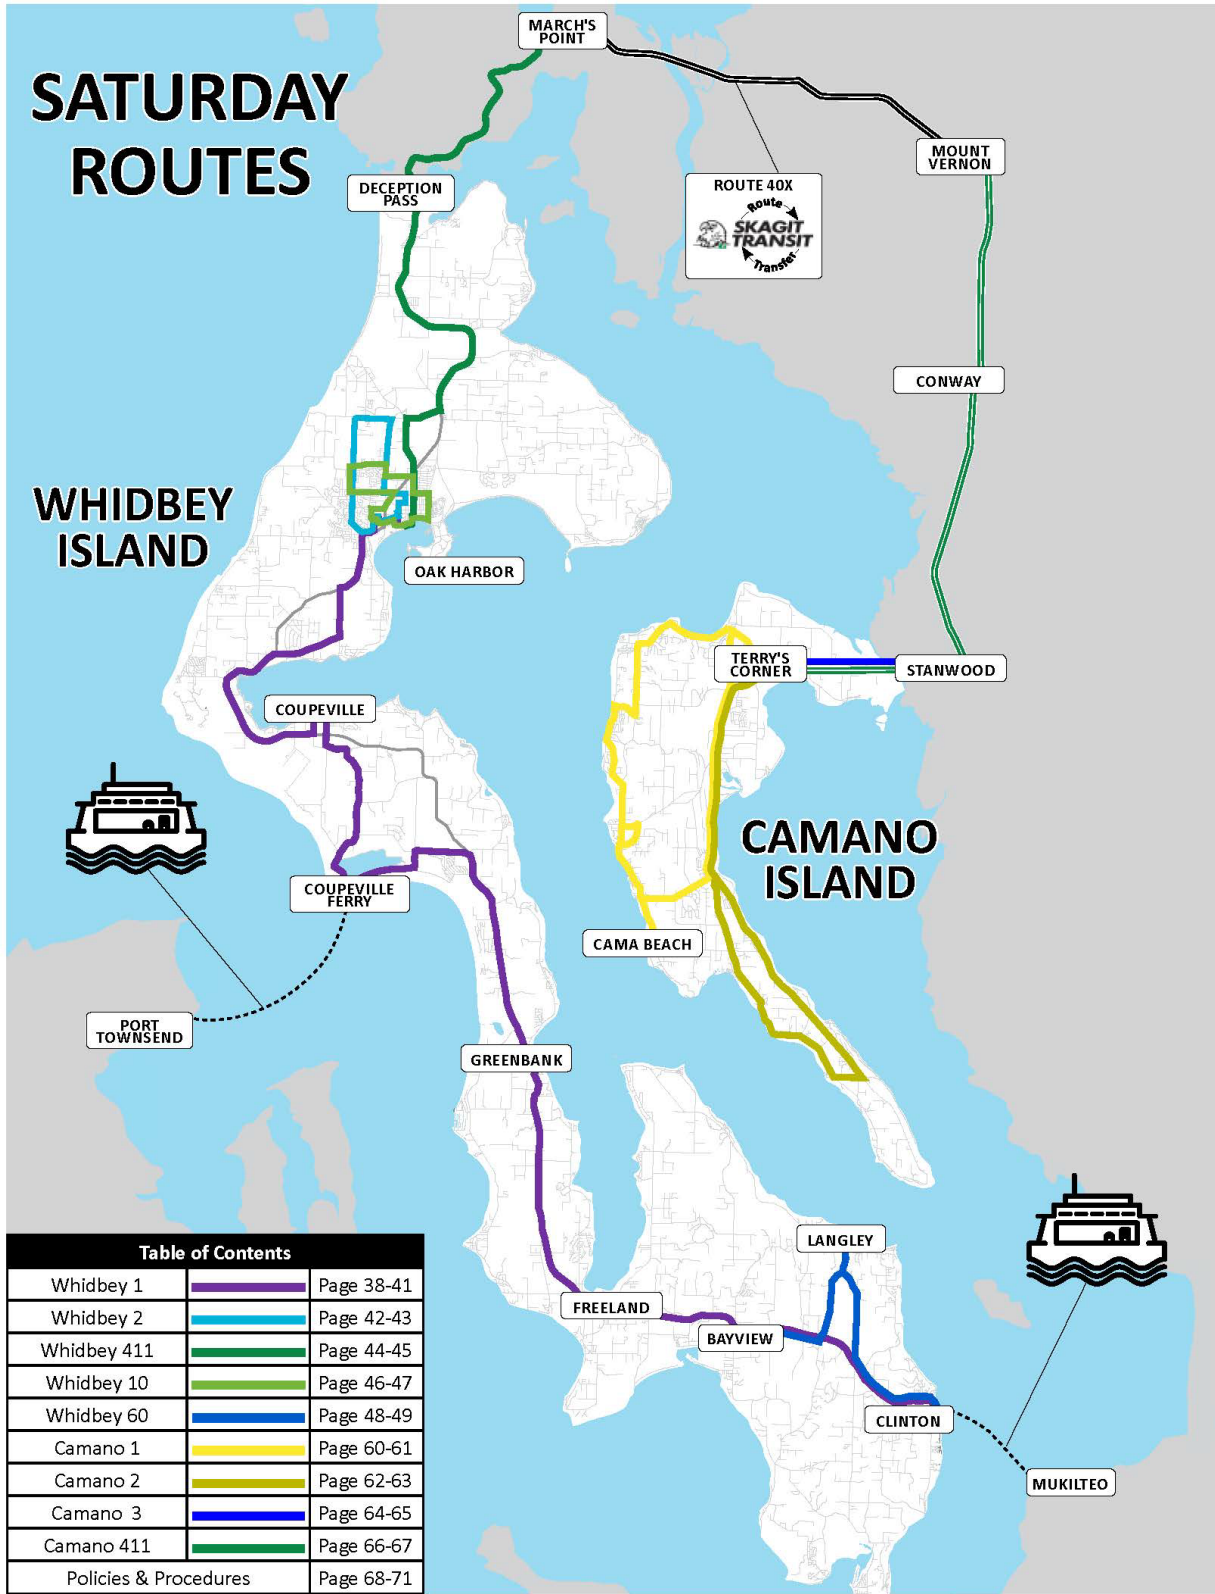 SATURDAY
ROUTES
MARCH'S
POINT
MOUNT
VERNON
DECEPTION
PASS
ROUTE 40X
Route
SKAGIT
TRANSIT
Transfer
CONWAY
WHIDBEY
ISLAND
OAK HARBOR
TERRY'S
CORNER
STANWOOD
COUPEVILLE
CAMANO
ISLAND
COUPEVILLE
FERRY
CAMA BEACH
PORT
TOWNSEND
GREENBANK
LANGLEY
FREELAND
BAYVIEW
CLINTON
MUKILTEO
Table of Contents
Whidbey 1 Page 38-41
Whidbey 2 Page 42-43
Whidbey 411 Page 44-45
Whidbey 10 Page 46-47
Whidbey 60 Page 48-49
Camano 1 Page 60-61
Camano 2 Page 62-63
Camano 3 Page 64-65
Camano 411 Page 66-67
Policies & Procedures Page 68-71